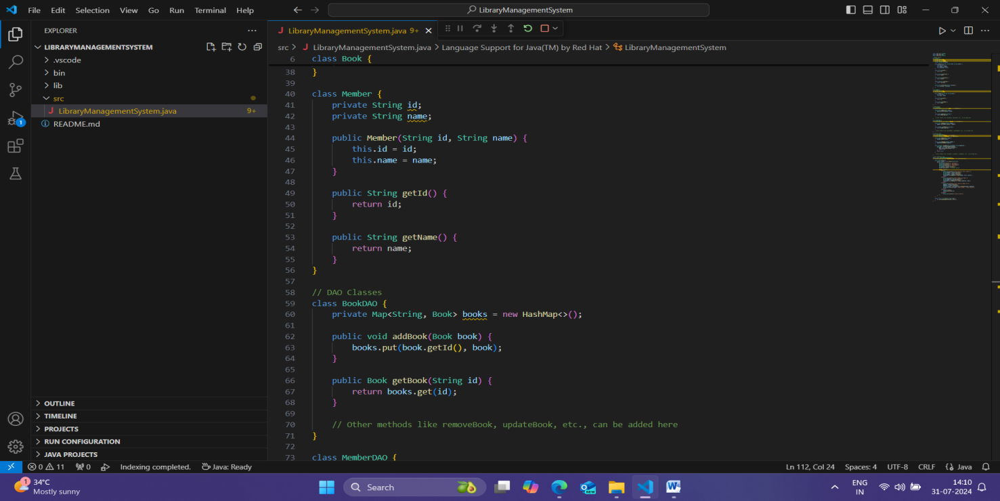 File Edit Selection View Go Run Terminal Help
LibraryManagementSystem
EXPLORER
LIBRARYMANAGEMENTSYSTEM
.vscode
bin
lib
src
LibraryManagementSystem.java 9+
README.md
OUTLINE
TIMELINE
PROJECTS
RUN CONFIGURATION
JAVA PROJECTS
1
LibraryManagementSystem.java 9+
src > LibraryManagementSystem.java > Language Support for Java(TM) by Red Hat > LibraryManagementSystem
6 class Book {
38 }
39
40 class Member {
41 private String id;
42 private String name;
43
44 public Member(String id, String name) {
45 this.id = id;
46 this.name = name;
47 }
48
49 public String getId() {
50 return id;
51 }
52
53 public String getName() {
54 return name;
55 }
56 }
57
58 // DAO Classes
59 class BookDAO {
60 private Map<String, Book> books = new HashMap<>();
61
62 public void addBook(Book book) {
63 books.put(book.getId(), book);
64 }
65
66 public Book getBook(String id) {
67 return books.get(id);
68 }
69
70 // Other methods like removeBook, updateBook, etc., can be added here
71 }
72
73 class MemberDAO {
0 11 0 Indexing completed. Java: Ready Ln 112, Col 24 Spaces: 4 UTF-8 CRLF Java
1
34°C
Mostly sunny
Search
NEW
ENG
IN
14:10
31-07-2024